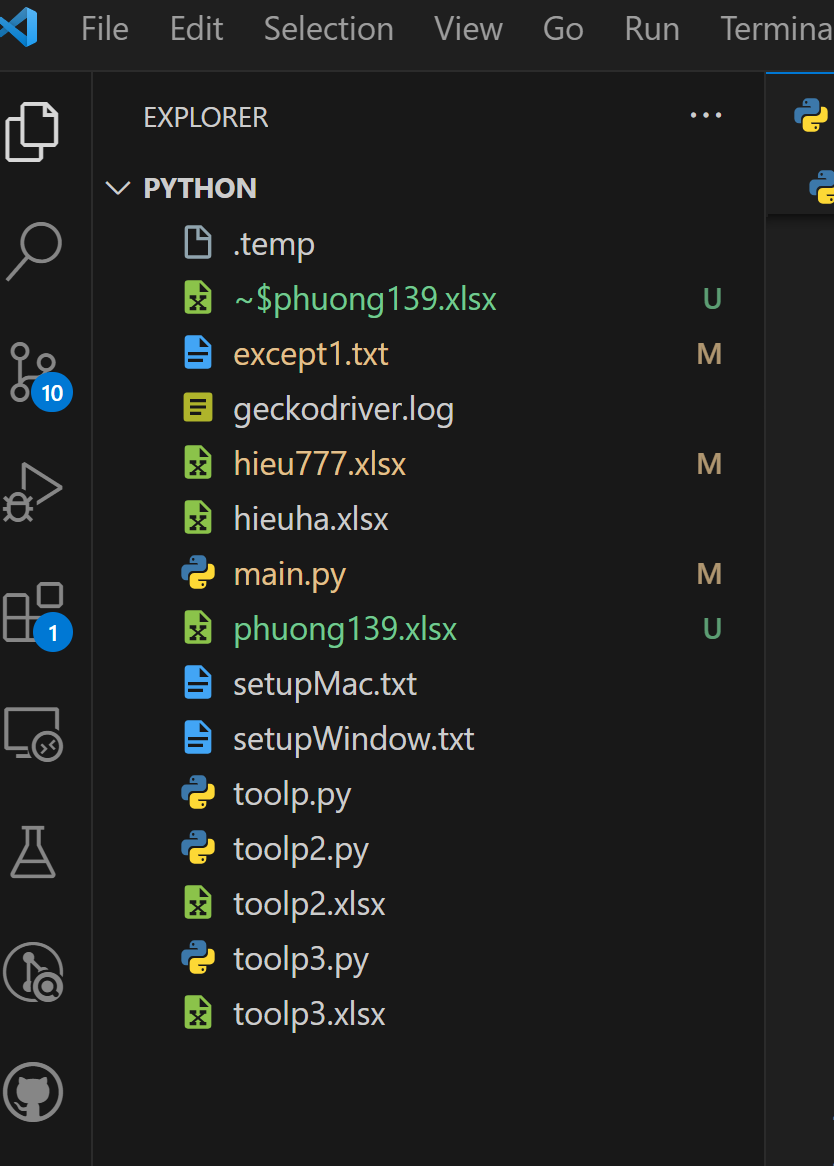 File Edit Selection View Go Run Termina
EXPLORER ...
PYTHON
.temp
~$phuong139.xlsx U
except1.txt M
geckodriver.log
hieu777.xlsx M
hieuha.xlsx
main.py M
phuong139.xlsx U
setupMac.txt
setupWindow.txt
toolp.py
toolp2.py
toolp2.xlsx
toolp3.py
toolp3.xlsx
10
1